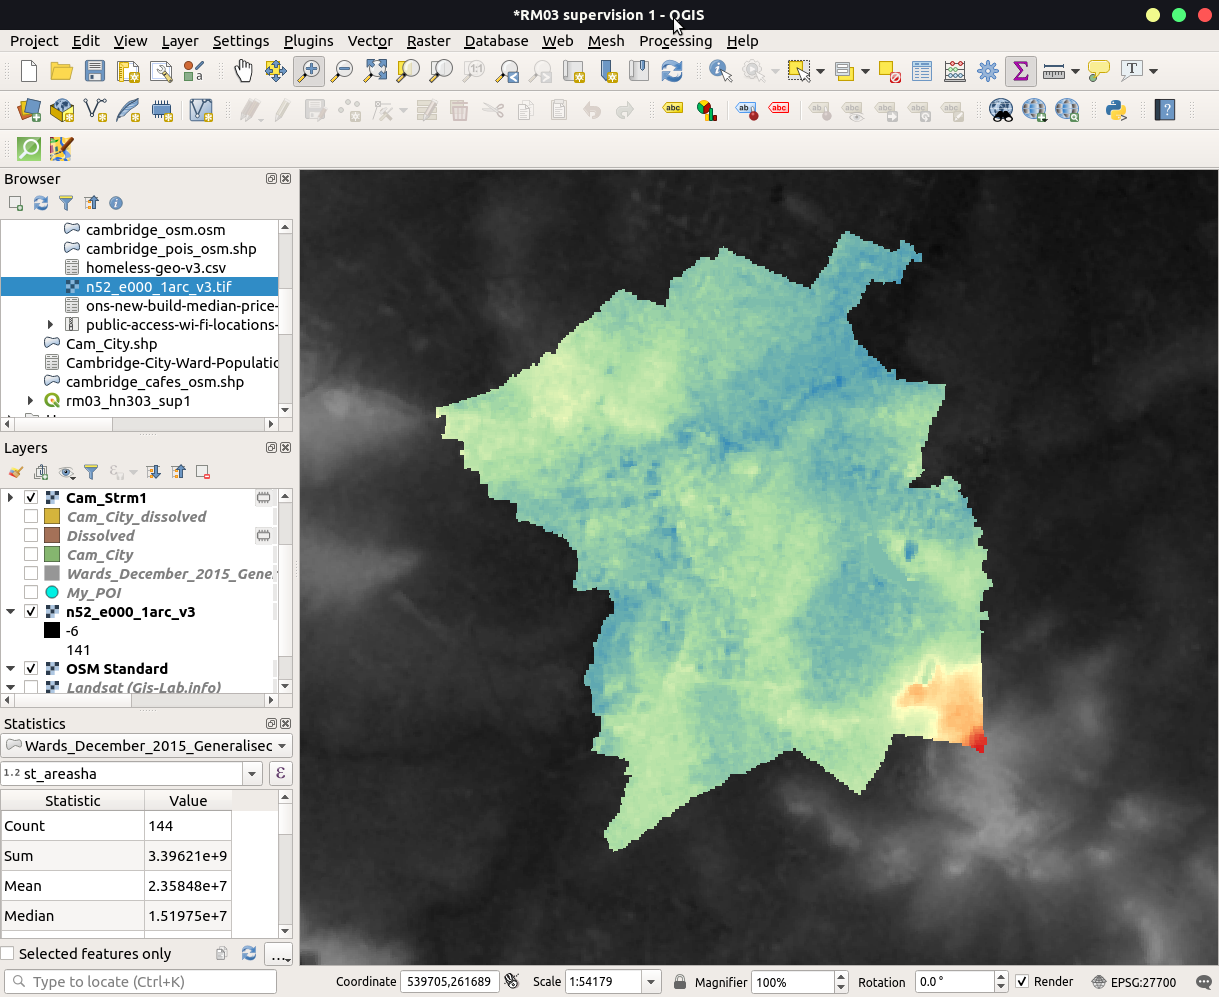 *RM03 supervision 1 - QGIS
Project Edit View Layer Settings Plugins Vector Raster Database Web Mesh Processing Help
Browser
cambridge_osm.osm
cambridge_pois_osm.shp
homeless-geo-v3.csv
n52_e000_1arc_v3.tif
ons-new-build-median-price-
public-access-wi-fi-locations-
Cam_City.shp
Cambridge-City-Ward-Populatio
cambridge_cafes_osm.shp
rm03_hn303_sup1
Layers
Cam_Strm1
Cam_City_dissolved
Dissolved
Cam_City
Wards_December_2015_Gene
My_POI
n52_e000_1arc_v3
-6
141
OSM Standard
Landsat (Gis-Lab.info)
Statistics
Wards_December_2015_Generalisec
1.2 st_areasha
ε
Statistic Value
Count 144
Sum 3.39621e+9
Mean 2.35848e+7
Median 1.51975e+7
Selected features only
...
Type to locate (Ctrl+K) Coordinate 539705,261689 Scale 1:54179 Magnifier 100% Rotation 0.0 ° Render EPSG:27700